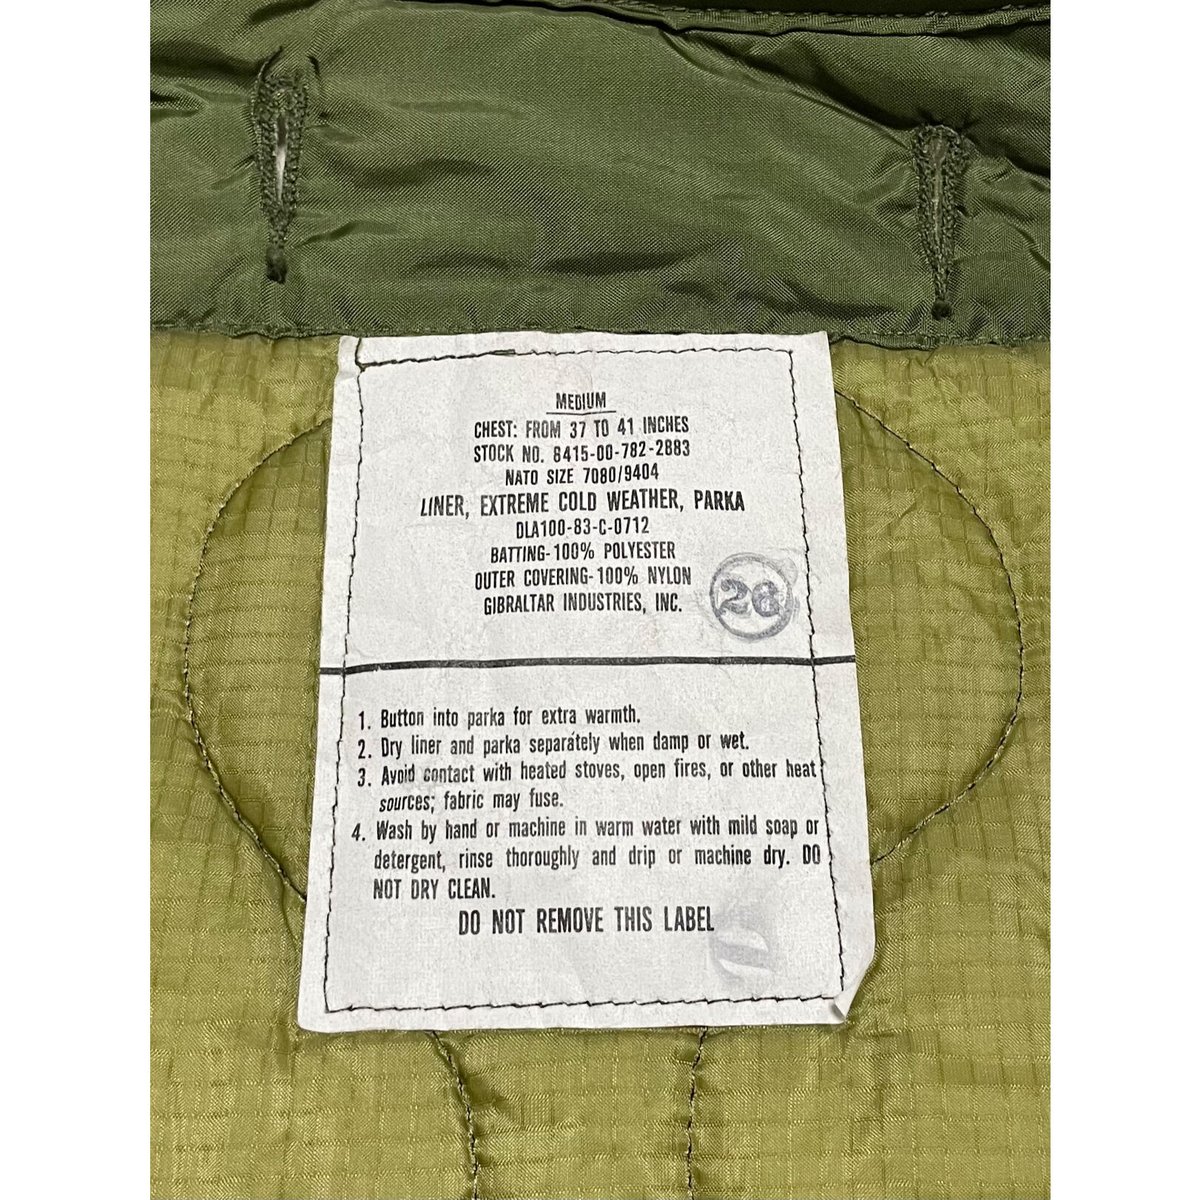 MEDIUM
CHEST: FROM 37 TO 41 INCHES
STOCK NO. 8415-00-782-2883
NATO SIZE 7080/9404
LINER, EXTREME COLD WEATHER, PARKA
DLA100-83-C-0712
BATTING-100% POLYESTER
OUTER COVERING-100% NYLON
GIBRALTAR INDUSTRIES, INC.
26
1. Button into parka for extra warmth.
2. Dry liner and parka separately when damp or wet.
3. Avoid contact with heated stoves, open fires, or other heat
sources; fabric may fuse.
4. Wash by hand or machine in warm water with mild soap or
detergent, rinse thoroughly and drip or machine dry. DO
NOT DRY CLEAN.
DO NOT REMOVE THIS LABEL